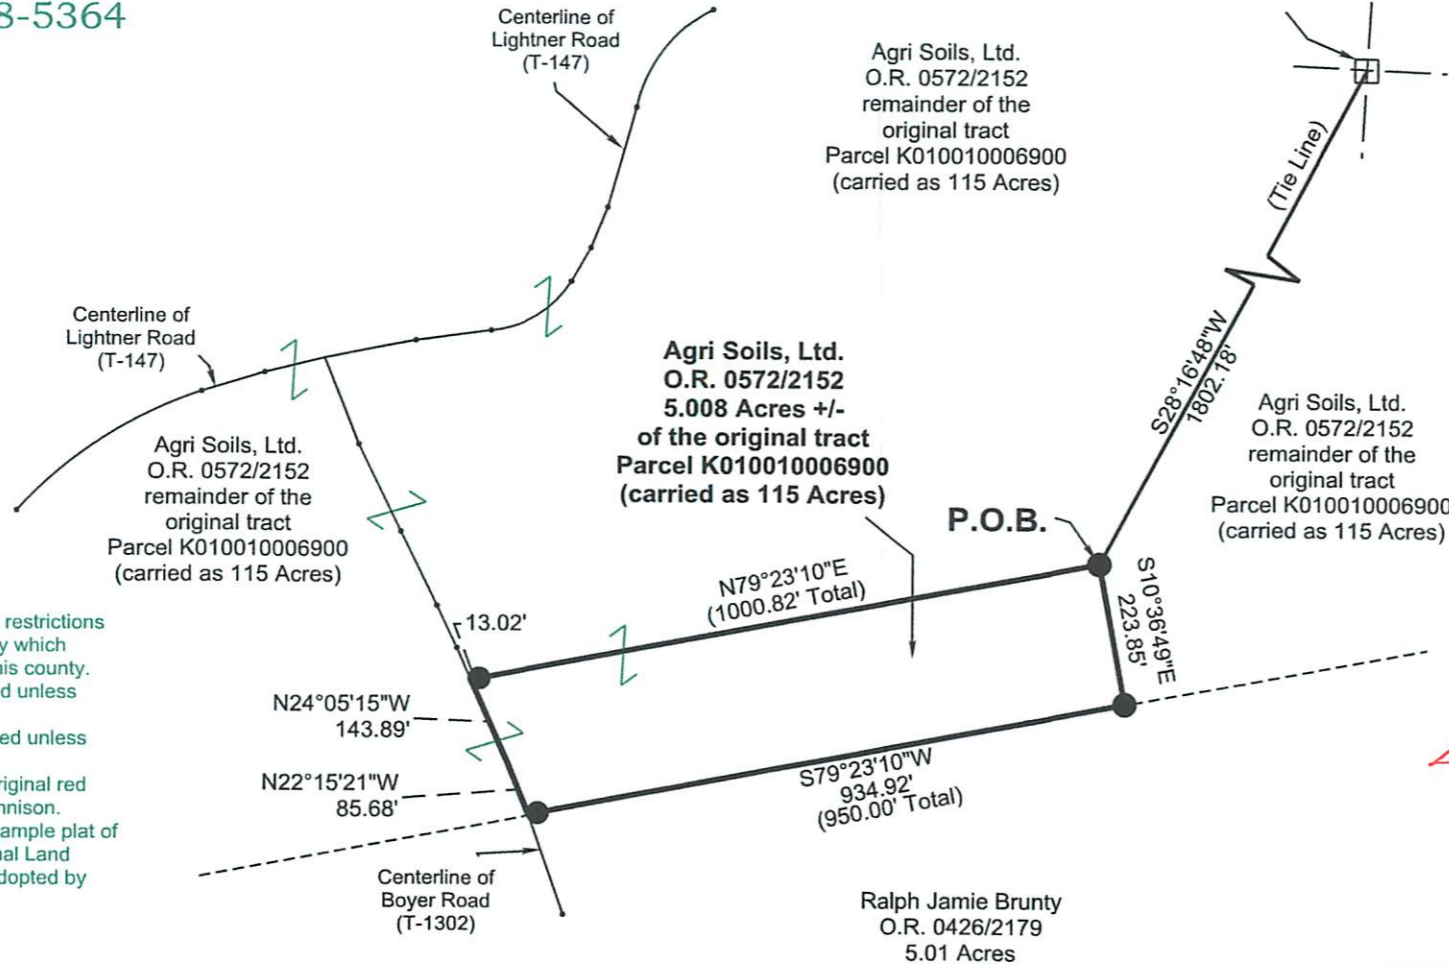 8-5364
Centerline of
Lightner Road
(T-147)
Agri Soils, Ltd.
O.R. 0572/2152
remainder of the
original tract
Parcel K010010006900
(carried as 115 Acres)
(Tie Line)
S28°16'48"W
1802.18'
Centerline of
Lightner Road
(T-147)
Agri Soils, Ltd.
O.R. 0572/2152
5.008 Acres +/-
of the original tract
Parcel K010010006900
(carried as 115 Acres)
Agri Soils, Ltd.
O.R. 0572/2152
remainder of the
original tract
Parcel K010010006900
(carried as 115 Acres)
Agri Soils, Ltd.
O.R. 0572/2152
remainder of the
original tract
Parcel K010010006900
(carried as 115 Acres)
P.O.B.
N79°23'10"E
(1000.82' Total)
S10°36'49"E
223.85'
restrictions
y which
nis county.
d unless
ed unless
riginal red
nnison.
ample plat of
nal Land
dopted by
13.02'
N24°05'15"W
143.89'
N22°15'21"W
85.68'
S79°23'10"W
934.92'
(950.00' Total)
Centerline of
Boyer Road
(T-1302)
Ralph Jamie Brunty
O.R. 0426/2179
5.01 Acres